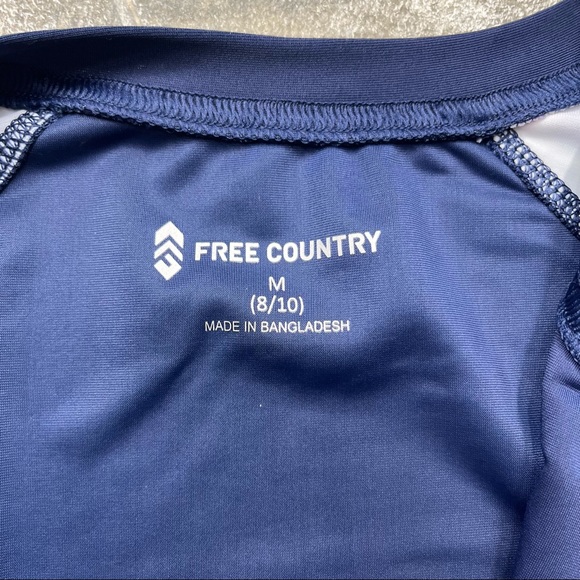 FREE COUNTRY
M
(8/10)
MADE IN BANGLADESH